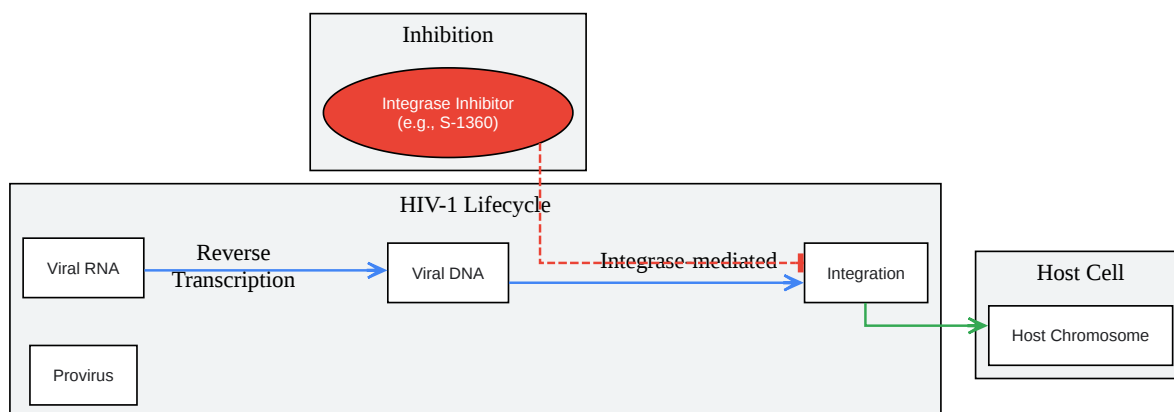 Inhibition
Integrase Inhibitor
(e.g., S-1360)
HIV-1 Lifecycle
Viral RNA
Reverse
Transcription
Viral DNA
Integrase-mediated
Integration
Provirus
Host Cell
Host Chromosome